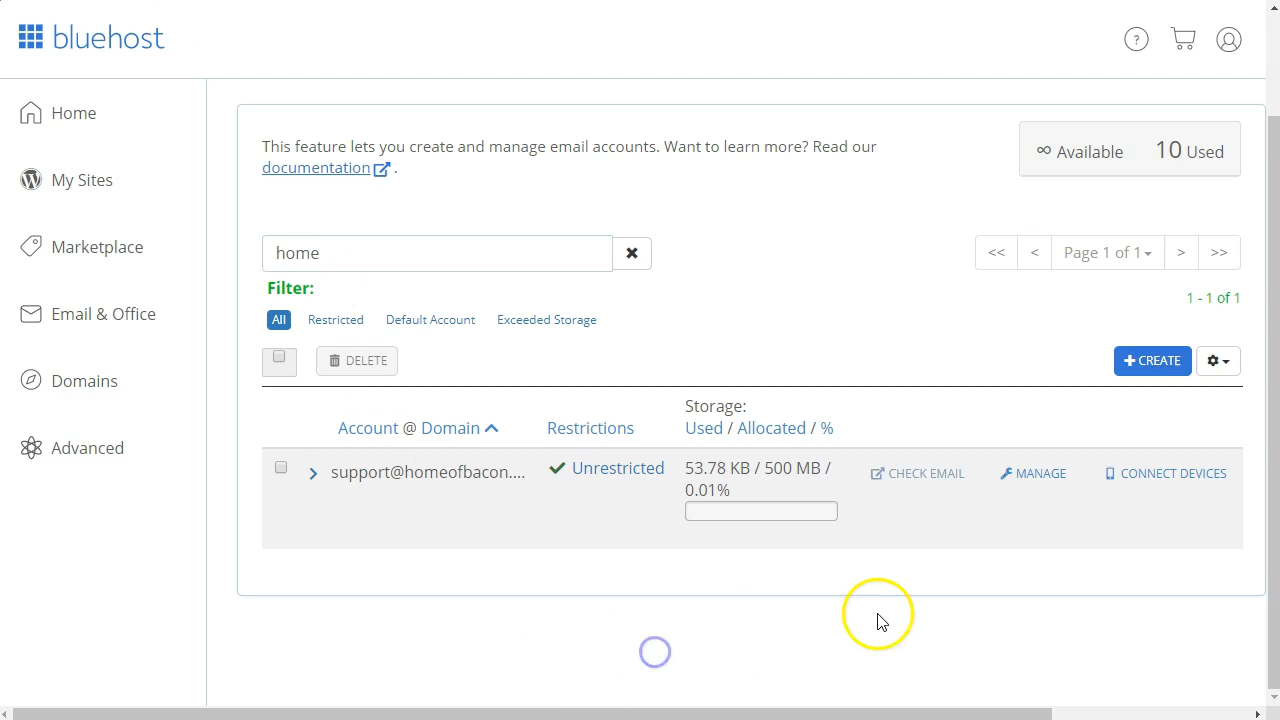 bluehost
?
Home
My Sites
Marketplace
Email & Office
Domains
Advanced
This feature lets you create and manage email accounts. Want to learn more? Read our
documentation .
∞ Available 10 Used
home
<< < Page 1 of 1 > >>
Filter:
1 - 1 of 1
All Restricted Default Account Exceeded Storage
DELETE
CREATE
Storage:
Account @ Domain Restrictions Used / Allocated / %
support@homeofbacon.... Unrestricted 53.78 KB / 500 MB / CHECK EMAIL MANAGE CONNECT DEVICES
0.01%